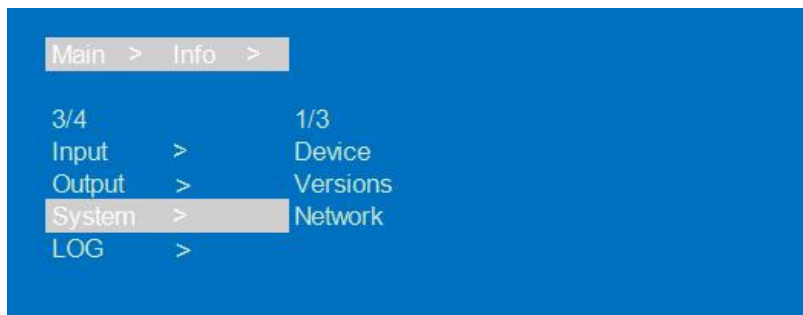 Main > Info >
3/4 1/3
Input > Device
Output > Versions
System > Network
LOG >